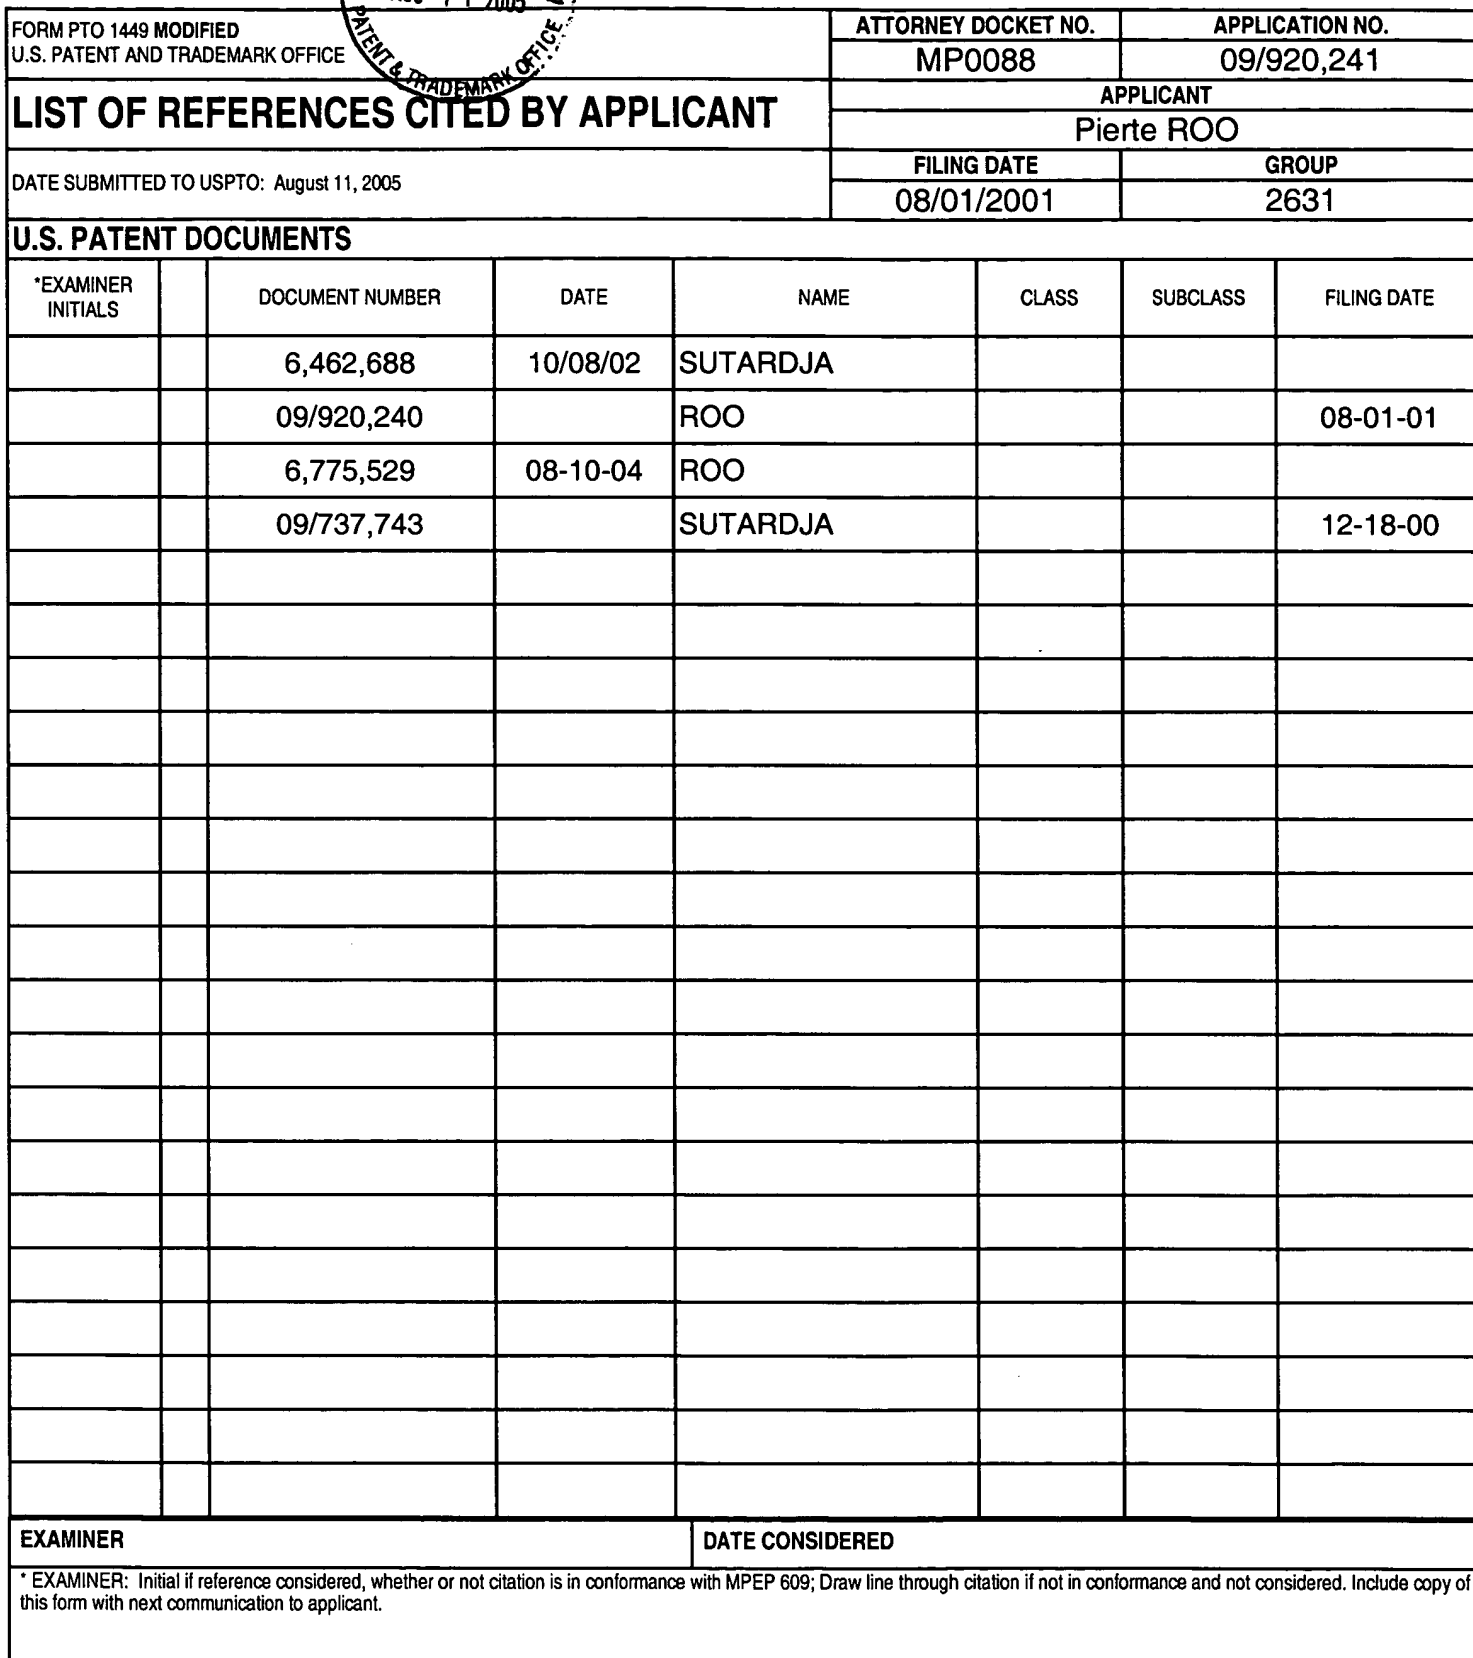 2005
PATENT & TRADEMARK OFFICE
FORM PTO 1449 MODIFIED
U.S. PATENT AND TRADEMARK OFFICE
ATTORNEY DOCKET NO. APPLICATION NO.
MP0088 09/920,241
LIST OF REFERENCES CITED BY APPLICANT
APPLICANT
Pierte ROO
DATE SUBMITTED TO USPTO: August 11, 2005
FILING DATE GROUP
08/01/2001 2631
U.S. PATENT DOCUMENTS
*EXAMINER INITIALS DOCUMENT NUMBER DATE NAME CLASS SUBCLASS FILING DATE
6,462,688 10/08/02 SUTARDJA
09/920,240 ROO 08-01-01
6,775,529 08-10-04 ROO
09/737,743 SUTARDJA 12-18-00
EXAMINER DATE CONSIDERED
* EXAMINER: Initial if reference considered, whether or not citation is in conformance with MPEP 609; Draw line through citation if not in conformance and not considered. Include copy of
this form with next communication to applicant.